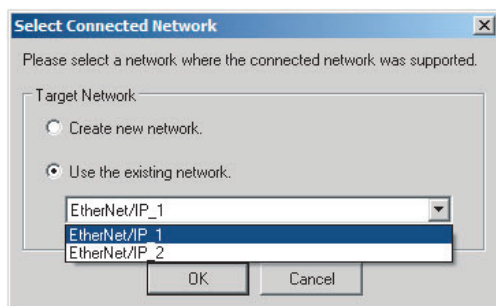 Select Connected Network
Please select a network where the connected network was supported.
Target Network
Create new network.
Use the existing network.
EtherNet/IP_1
EtherNet/IP_1
EtherNet/IP_2
OK Cancel